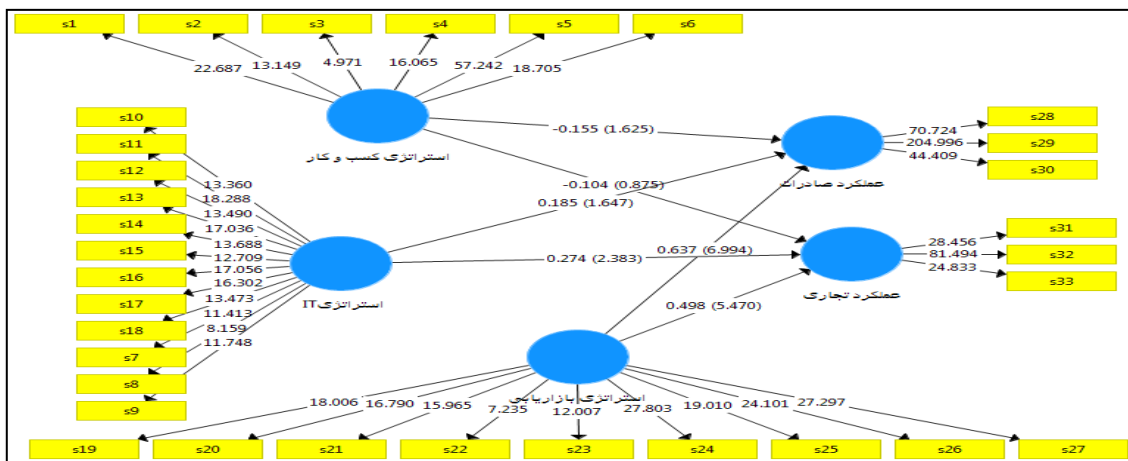 s1 s2 s3 s4 s5 s6
22.687 13.149 4.971 16.065 57.242 18.705
استراتژی کسب و کار
s10
s11
s12
s13
s14
s15
s16
s17
s18
s7
s8
s9
13.360
18.288
13.490
17.036
13.688
12.709
17.056
16.302
13.473
11.413
8.159
11.748
استراتژیIT
-0.155 (1.625)
-0.104 (0.875)
0.185 (1.647)
0.637 (6.994)
0.274 (2.383)
0.498 (5.470)
عملکرد صادرات
70.724
204.996
44.409
s28
s29
s30
عملکرد تجاری
28.456
81.494
24.833
s31
s32
s33
استراتژی بازاریابی
18.006 16.790 15.965 7.235 12.007 27.803 19.010 24.101 27.297
s19 s20 s21 s22 s23 s24 s25 s26 s27